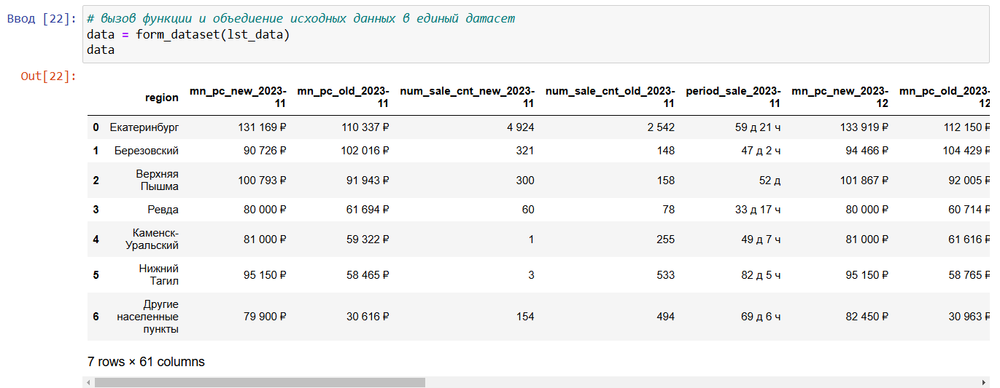 Ввод [22]: # вызов функции и объедиение исходных данных в единый датасет
data = form_dataset(lst_data)
data
Out[22]:
region mn_pc_new_2023-11 mn_pc_old_2023-11 num_sale_cnt_new_2023-11 num_sale_cnt_old_2023-11 period_sale_2023-11 mn_pc_new_2023-12 mn_pc_old_2023-12
0 Екатеринбург 131 169 ₽ 110 337 ₽ 4 924 2 542 59 д 21 ч 133 919 ₽ 112 150 ₽
1 Березовский 90 726 ₽ 102 016 ₽ 321 148 47 д 2 ч 94 466 ₽ 104 429 ₽
2 Верхняя Пышма 100 793 ₽ 91 943 ₽ 300 158 52 д 101 867 ₽ 92 005 ₽
3 Ревда 80 000 ₽ 61 694 ₽ 60 78 33 д 17 ч 80 000 ₽ 60 714 ₽
4 Каменск-Уральский 81 000 ₽ 59 322 ₽ 1 255 49 д 7 ч 81 000 ₽ 61 616 ₽
5 Нижний Тагил 95 150 ₽ 58 465 ₽ 3 533 82 д 5 ч 95 150 ₽ 58 765 ₽
6 Другие населенные пункты 79 900 ₽ 30 616 ₽ 154 494 69 д 6 ч 82 450 ₽ 30 963 ₽
7 rows × 61 columns